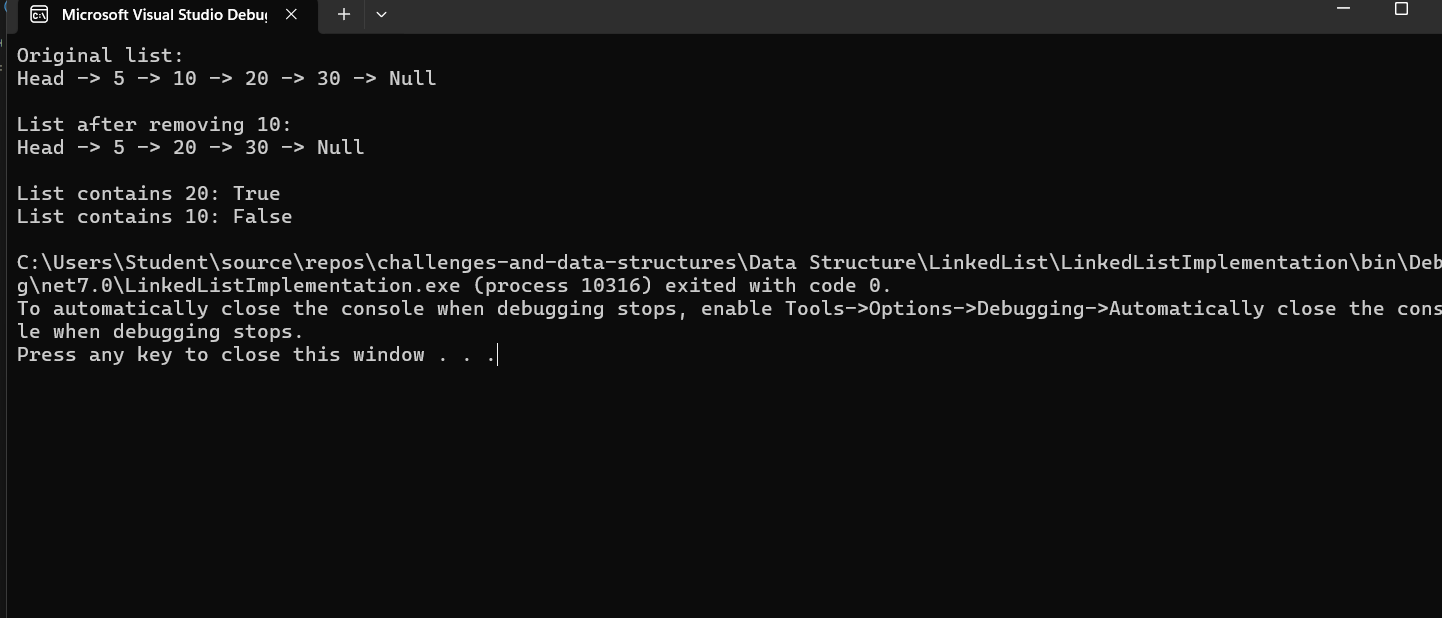 Microsoft Visual Studio Debug
Original list:
Head -> 5 -> 10 -> 20 -> 30 -> Null
List after removing 10:
Head -> 5 -> 20 -> 30 -> Null
List contains 20: True
List contains 10: False
C:\Users\Student\source\repos\challenges-and-data-structures\Data Structure\LinkedList\LinkedListImplementation\bin\Deb
g\net7.0\LinkedListImplementation.exe (process 10316) exited with code 0.
To automatically close the console when debugging stops, enable Tools->Options->Debugging->Automatically close the cons
le when debugging stops.
Press any key to close this window . . .